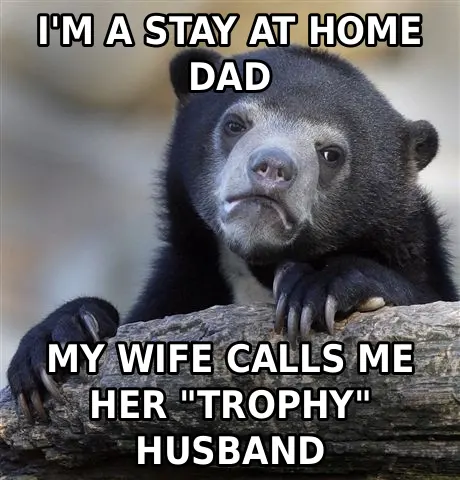 I'M A STAY AT HOME
DAD
MY WIFE CALLS ME
HER "TROPHY"
HUSBAND